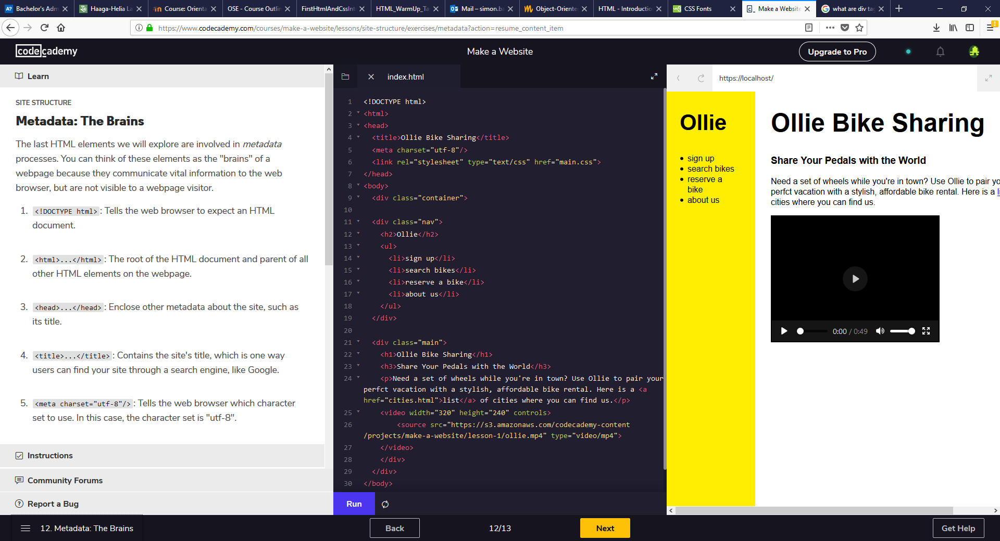 Bachelor's Adm
Haaga-Helia La
Course: Orienta
OSE - Course Outlin
FirstHtmlAndCssInt
HTML_WarmUp_Ta
Mail – simon.ba
Object-Oriente
HTML - Introductio
CSS Fonts
Make a Website
what are div tag
https://www.codecademy.com/courses/make-a-website/lessons/site-structure/exercises/metadata?action=resume_content_item
codecademy
Make a Website
Upgrade to Pro
Learn
SITE STRUCTURE
Metadata: The Brains
The last HTML elements we will explore are involved in metadata
processes. You can think of these elements as the "brains" of a
webpage because they communicate vital information to the web
browser, but are not visible to a webpage visitor.
1. <!DOCTYPE html>: Tells the web browser to expect an HTML
document.
2. <html>...</html>: The root of the HTML document and parent of all
other HTML elements on the webpage.
3. <head>...</head>: Enclose other metadata about the site, such as
its title.
4. <title>...</title>: Contains the site's title, which is one way
users can find your site through a search engine, like Google.
5. <meta charset="utf-8"/>: Tells the web browser which character
set to use. In this case, the character set is "utf-8".
Instructions
Community Forums
Report a Bug
index.html
1 <!DOCTYPE html>
2 <html>
3 <head>
4 <title>Ollie Bike Sharing</title>
5 <meta charset="utf-8"/>
6 <link rel="stylesheet" type="text/css" href="main.css">
7 </head>
8 <body>
9 <div class="container">
10
11 <div class="nav">
12 <h2>Ollie</h2>
13 <ul>
14 <li>sign up</li>
15 <li>search bikes</li>
16 <li>reserve a bike</li>
17 <li>about us</li>
18 </ul>
19 </div>
20
21 <div class="main">
22 <h1>Ollie Bike Sharing</h1>
23 <h3>Share Your Pedals with the World</h3>
24 <p>Need a set of wheels while you're in town? Use Ollie to pair your
perfct vacation with a stylish, affordable bike rental. Here is a <a
href="cities.html">list</a> of cities where you can find us.</p>
25 <video width="320" height="240" controls>
26 <source src="https://s3.amazonaws.com/codecademy-content
/projects/make-a-website/lesson-1/ollie.mp4" type="video/mp4">
27 </video>
28 </div>
29 </div>
30 </body>
Run
https://localhost/
Ollie
sign up
search bikes
reserve a
bike
about us
Ollie Bike Sharing
Share Your Pedals with the World
Need a set of wheels while you're in town? Use Ollie to pair yo
perfct vacation with a stylish, affordable bike rental. Here is a li
cities where you can find us.
0:00 / 0:49
12. Metadata: The Brains
Back
12/13
Next
Get Help